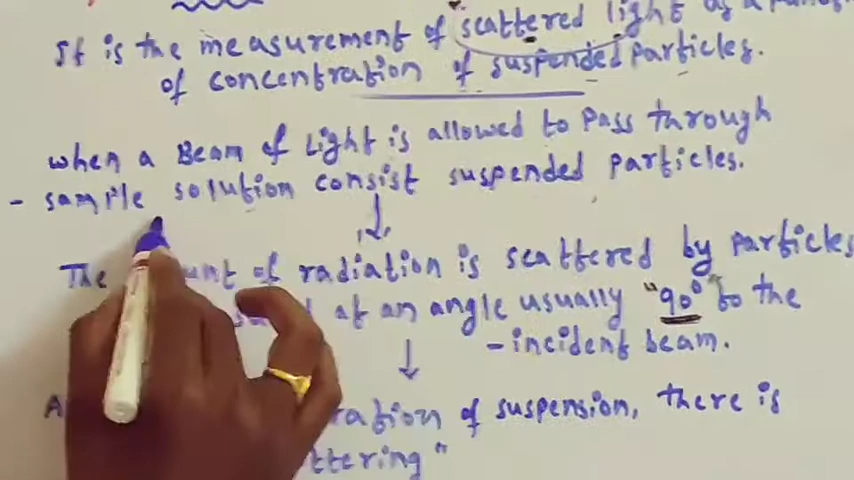 It is the measurement of scattered light as a
of concentration of suspended particles.
when a Beam of Light is allowed to Pass through
- sample solution consist suspended particles.
The of radiation is scattered by particles
at an angle usually "90°" to the
- incident beam.
of suspension, there is